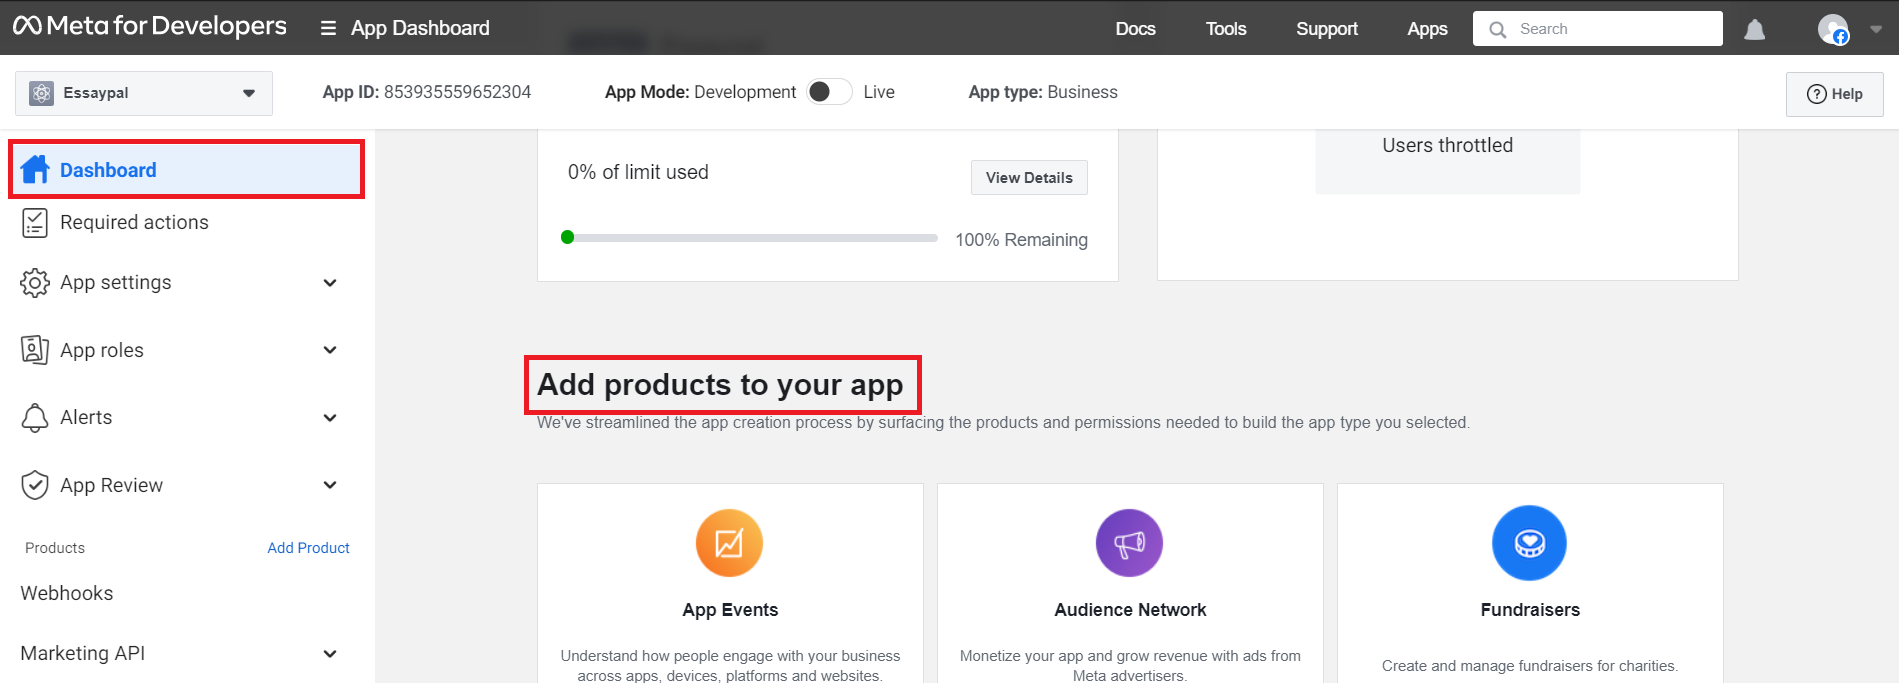 Meta for Developers
App Dashboard
Docs
Tools
Support
Apps
Search
Essaypal
App ID: 853935559652304
App Mode: Development
Live
App type: Business
Help
Dashboard
Required actions
App settings
App roles
Alerts
App Review
Products
Add Product
Webhooks
Marketing API
0% of limit used
View Details
100% Remaining
Users throttled
Add products to your app
We've streamlined the app creation process by surfacing the products and permissions needed to build the app type you selected.
App Events
Understand how people engage with your business
across apps, devices, platforms and websites.
Audience Network
Monetize your app and grow revenue with ads from
Meta advertisers.
Fundraisers
Create and manage fundraisers for charities.